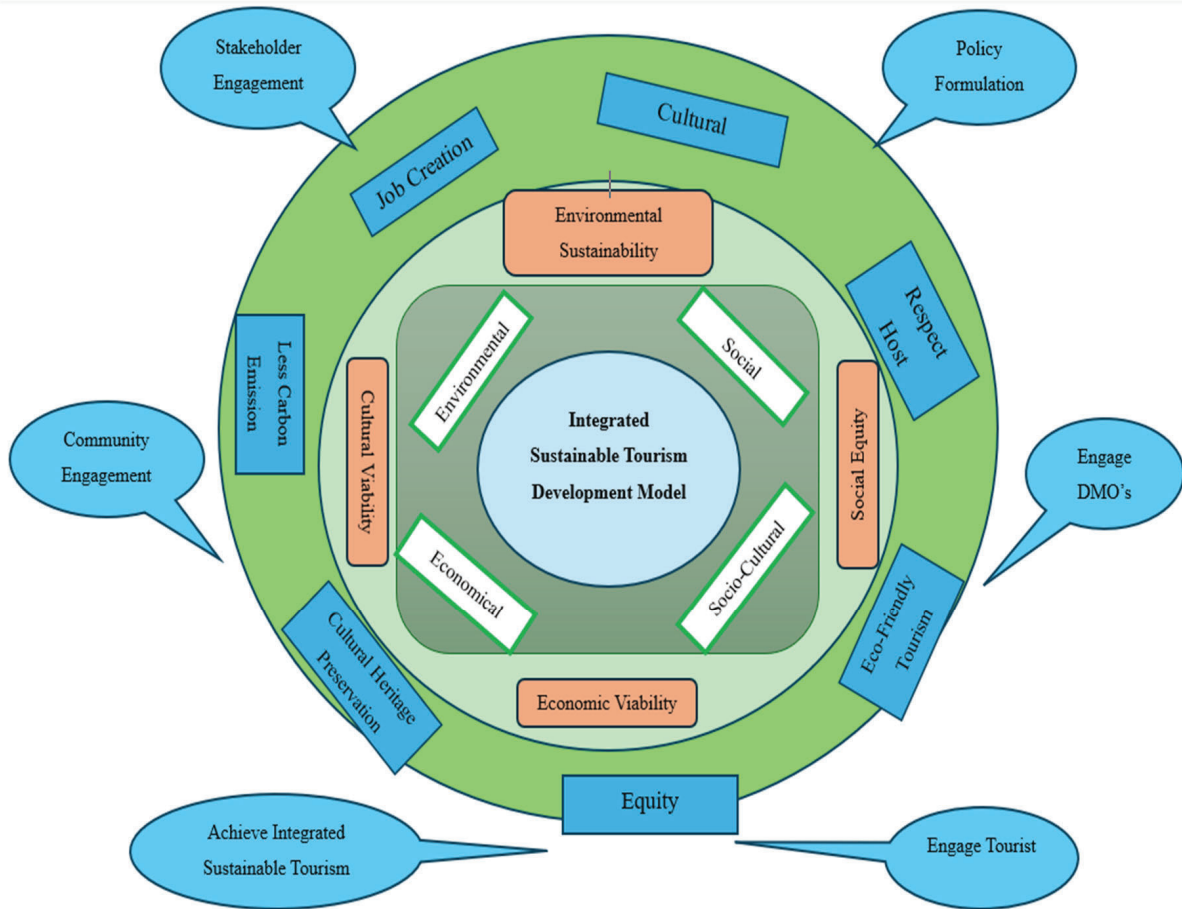 Stakeholder
Engagement
Policy
Formulation
Cultural
Job Creation
Environmental
Sustainability
Respect
Host
Less Carbon
Emission
Environmental
Social
Cultural Viability
Social Equity
Integrated
Sustainable Tourism
Development Model
Community
Engagement
Engage
DMO's
Economical
Socio-Cultural
Eco-Friendly
Tourism
Cultural Heritage
Preservation
Economic Viability
Equity
Achieve Integrated
Sustainable Tourism
Engage Tourist